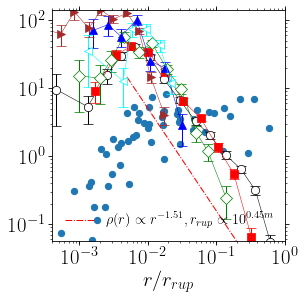 10²
10¹
10⁰
10⁻¹
ρ(r) ∝ r^{-1.51}, r_{rup} ∝ 10^{0.45m}
10⁻³ 10⁻² 10⁻¹ 10⁰
r/r_{rup}